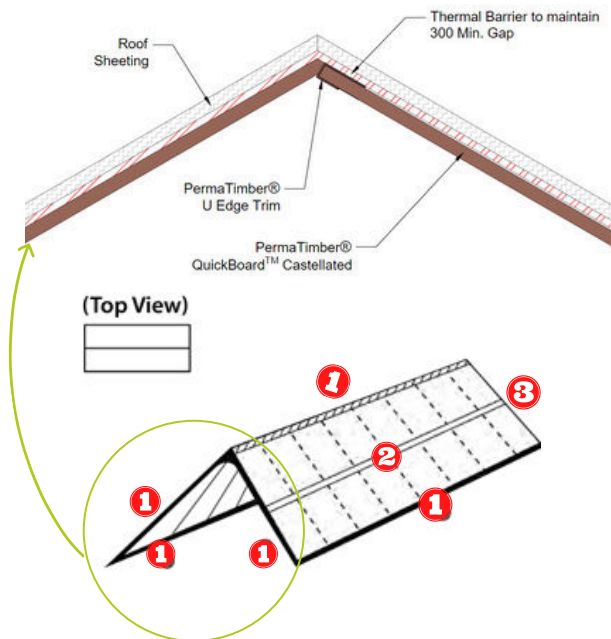 Thermal Barrier to maintain
300 Min. Gap
Roof
Sheeting
PermaTimber®
U Edge Trim
PermaTimber®
QuickBoard™ Castellated
(Top View)
1
3
2
1
1
1
1